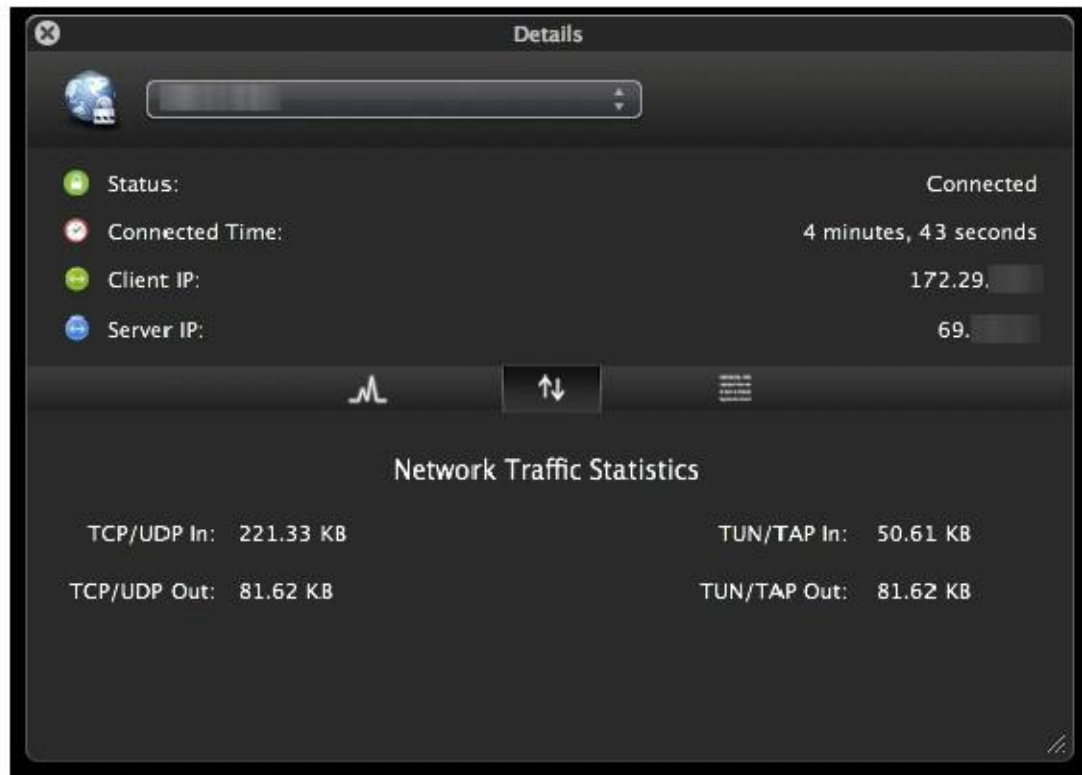 Details
Status: Connected
Connected Time: 4 minutes, 43 seconds
Client IP: 172.29.
Server IP: 69.
Network Traffic Statistics
TCP/UDP In: 221.33 KB TUN/TAP In: 50.61 KB
TCP/UDP Out: 81.62 KB TUN/TAP Out: 81.62 KB